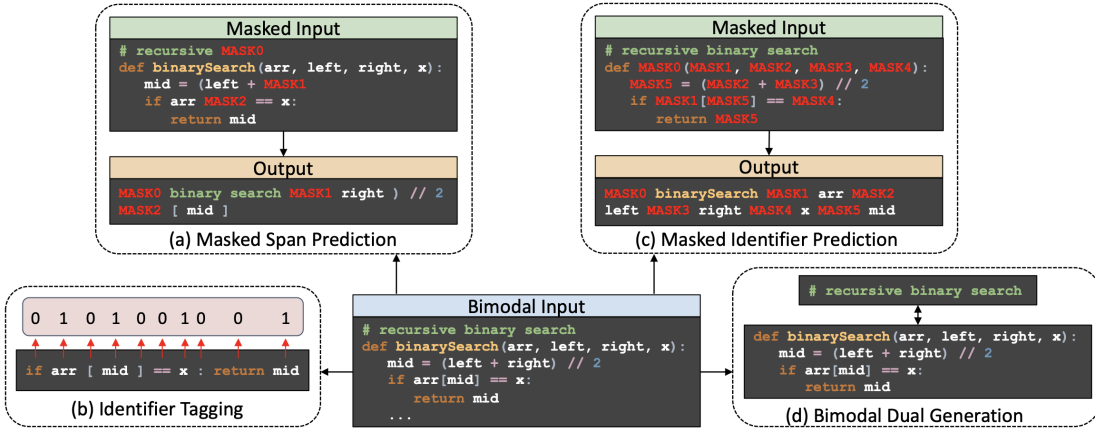 Masked Input
# recursive MASK0
def binarySearch(arr, left, right, x):
mid = (left + MASK1
if arr MASK2 == x:
return mid
Output
MASK0 binary search MASK1 right ) // 2
MASK2 [ mid ]
(a) Masked Span Prediction
Masked Input
# recursive binary search
def MASK0(MASK1, MASK2, MASK3, MASK4):
MASK5 = (MASK2 + MASK3) // 2
if MASK1[MASK5] == MASK4:
return MASK5
Output
MASK0 binarySearch MASK1 arr MASK2
left MASK3 right MASK4 x MASK5 mid
(c) Masked Identifier Prediction
0 1 0 1 0 0 1 0 0 1
if arr [ mid ] == x : return mid
(b) Identifier Tagging
Bimodal Input
# recursive binary search
def binarySearch(arr, left, right, x):
mid = (left + right) // 2
if arr[mid] == x:
return mid
...
# recursive binary search
def binarySearch(arr, left, right, x):
mid = (left + right) // 2
if arr[mid] == x:
return mid
(d) Bimodal Dual Generation